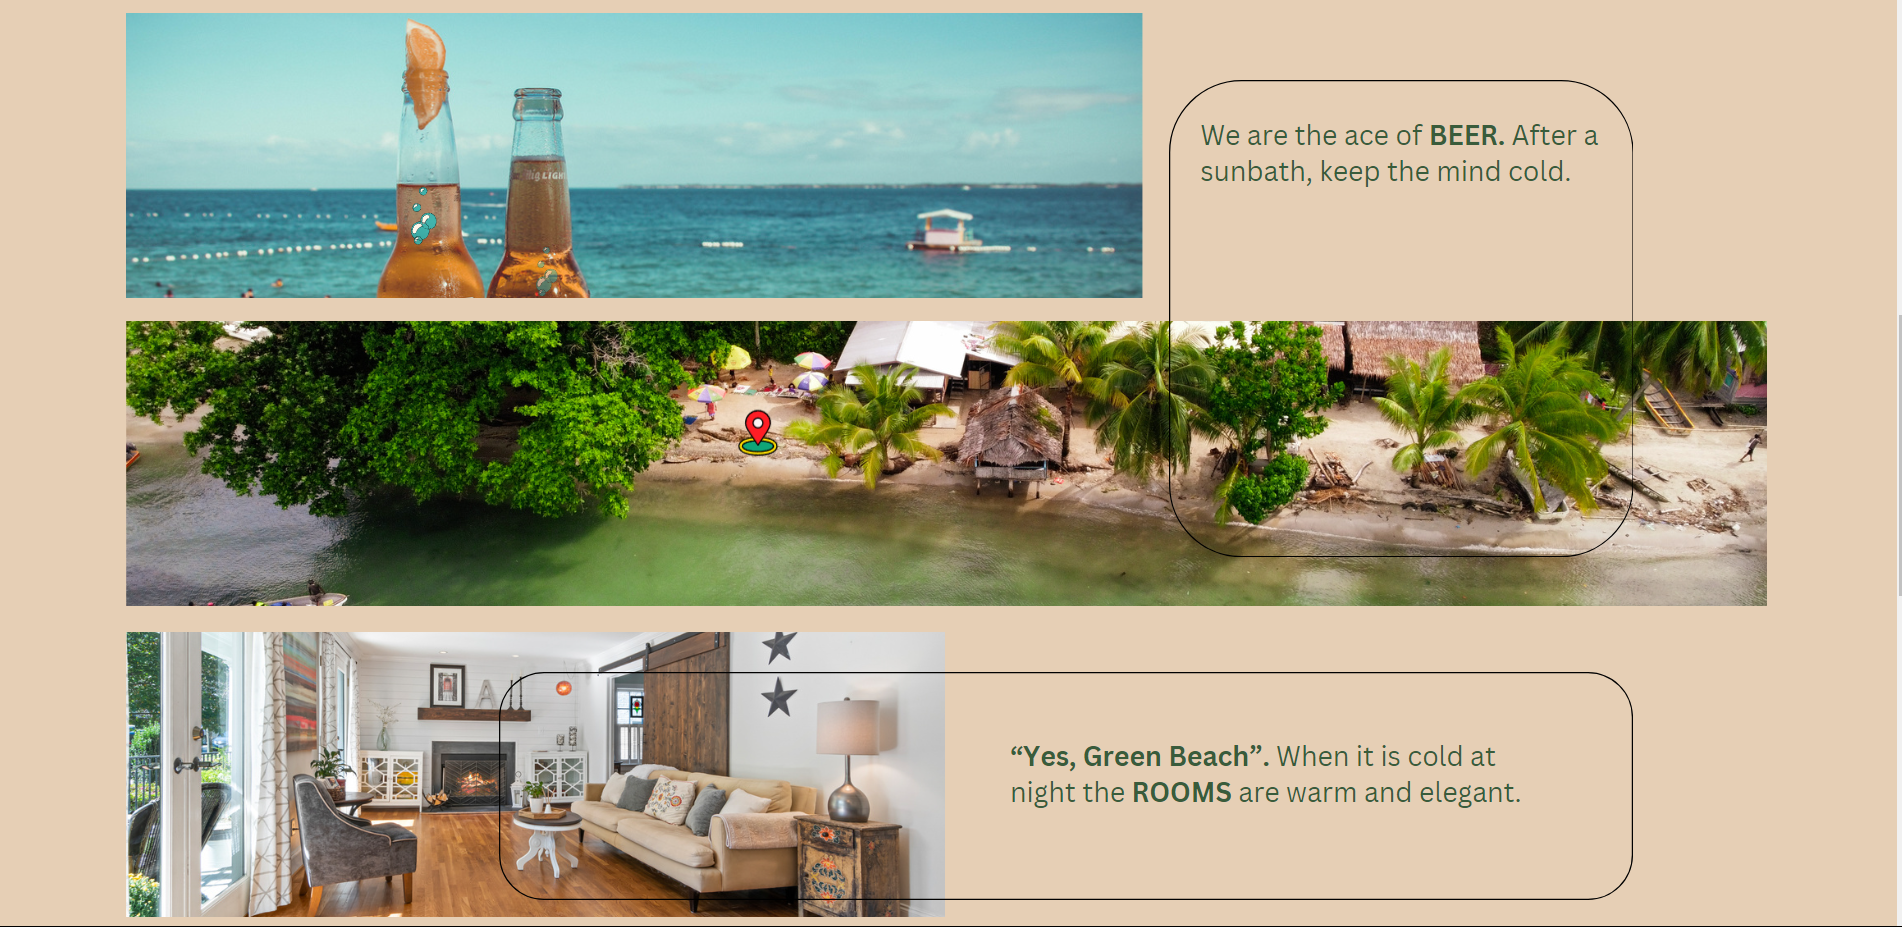 We are the ace of BEER. After a
sunbath, keep the mind cold.
“Yes, Green Beach”. When it is cold at
night the ROOMS are warm and elegant.